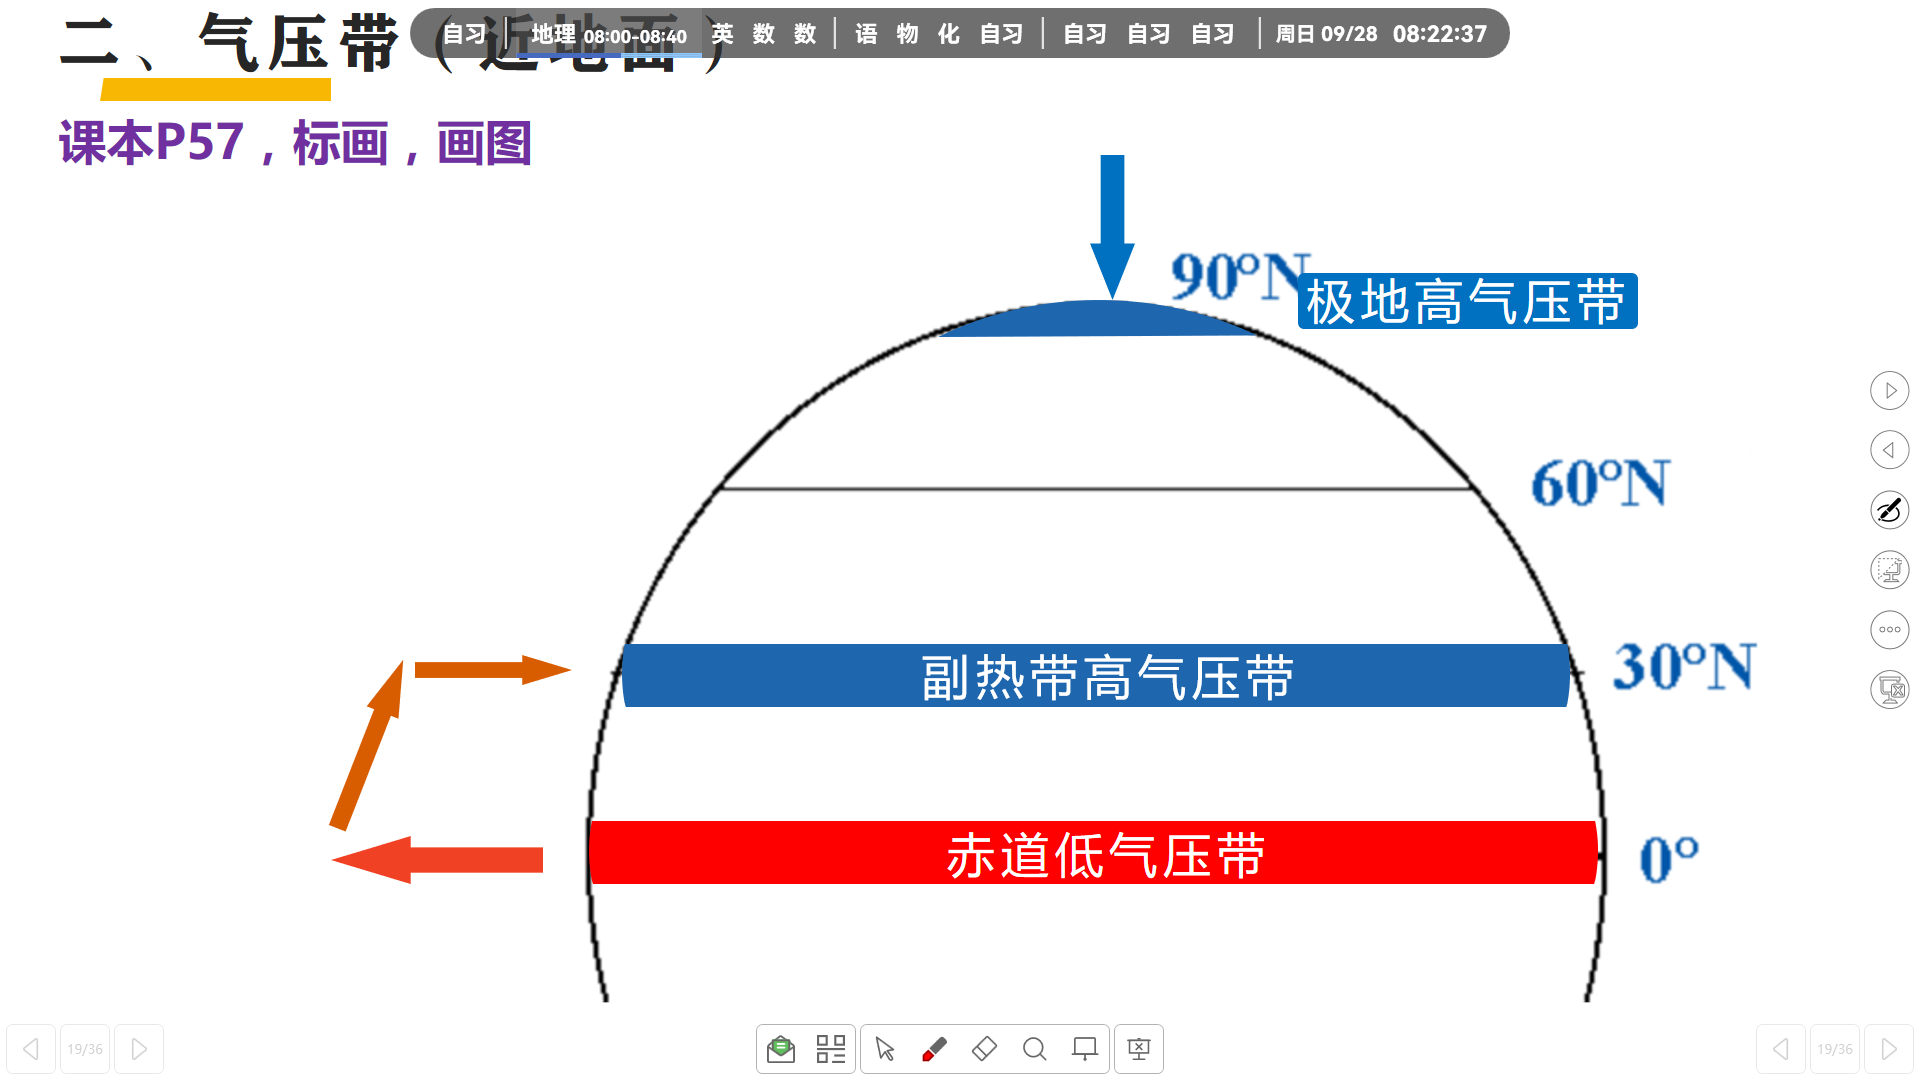 二、气压带（近地面）
自习 地理 08:00-08:40 英 数 数 语 物 化 自习 自习 自习 自习 周日 09/28 08:22:37
课本P57，标画，画图
90°N
极地高气压带
60°N
副热带高气压带
30°N
赤道低气压带
0°
19/36
19/36